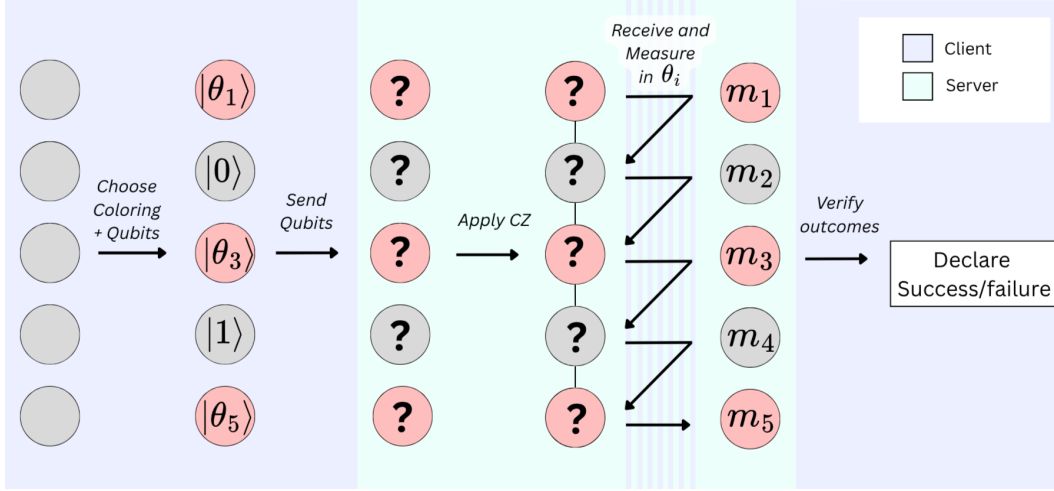 Receive and
Measure
in θ_i
Client
Server
|θ₁⟩
?
?
m₁
|0⟩
?
?
m₂
Choose
Coloring
+ Qubits
Send
Qubits
Apply CZ
Verify
outcomes
|θ₃⟩
?
?
m₃
Declare
Success/failure
|1⟩
?
?
m₄
|θ₅⟩
?
?
m₅